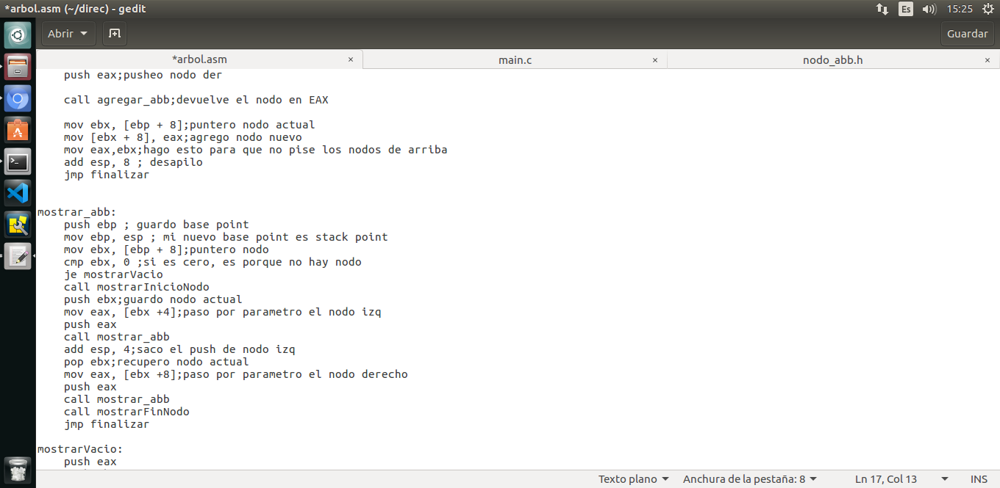 *arbol.asm (~/direc) - gedit
Es
15:25
Abrir
Guardar
*arbol.asm ×
main.c ×
nodo_abb.h ×
push eax;pusheo nodo der
call agregar_abb;devuelve el nodo en EAX
mov ebx, [ebp + 8];puntero nodo actual
mov [ebx + 8], eax;agrego nodo nuevo
mov eax,ebx;hago esto para que no pise los nodos de arriba
add esp, 8 ; desapilo
jmp finalizar
mostrar_abb:
push ebp ; guardo base point
mov ebp, esp ; mi nuevo base point es stack point
mov ebx, [ebp + 8];puntero nodo
cmp ebx, 0 ;si es cero, es porque no hay nodo
je mostrarVacio
call mostrarInicioNodo
push ebx;guardo nodo actual
mov eax, [ebx +4];paso por parametro el nodo izq
push eax
call mostrar_abb
add esp, 4;saco el push de nodo izq
pop ebx;recupero nodo actual
mov eax, [ebx +8];paso por parametro el nodo derecho
push eax
call mostrar_abb
call mostrarFinNodo
jmp finalizar
mostrarVacio:
push eax
Texto plano
Anchura de la pestaña: 8
Ln 17, Col 13
INS